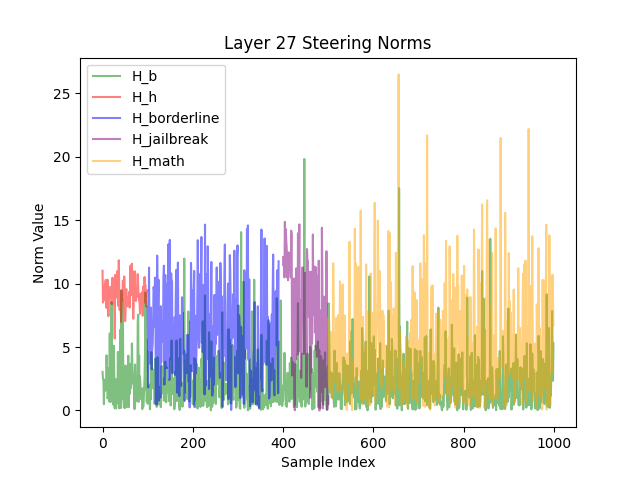 Layer 27 Steering Norms
H_b
H_h
H_borderline
H_jailbreak
H_math
Norm Value
25
20
15
10
5
0
0 200 400 600 800 1000
Sample Index